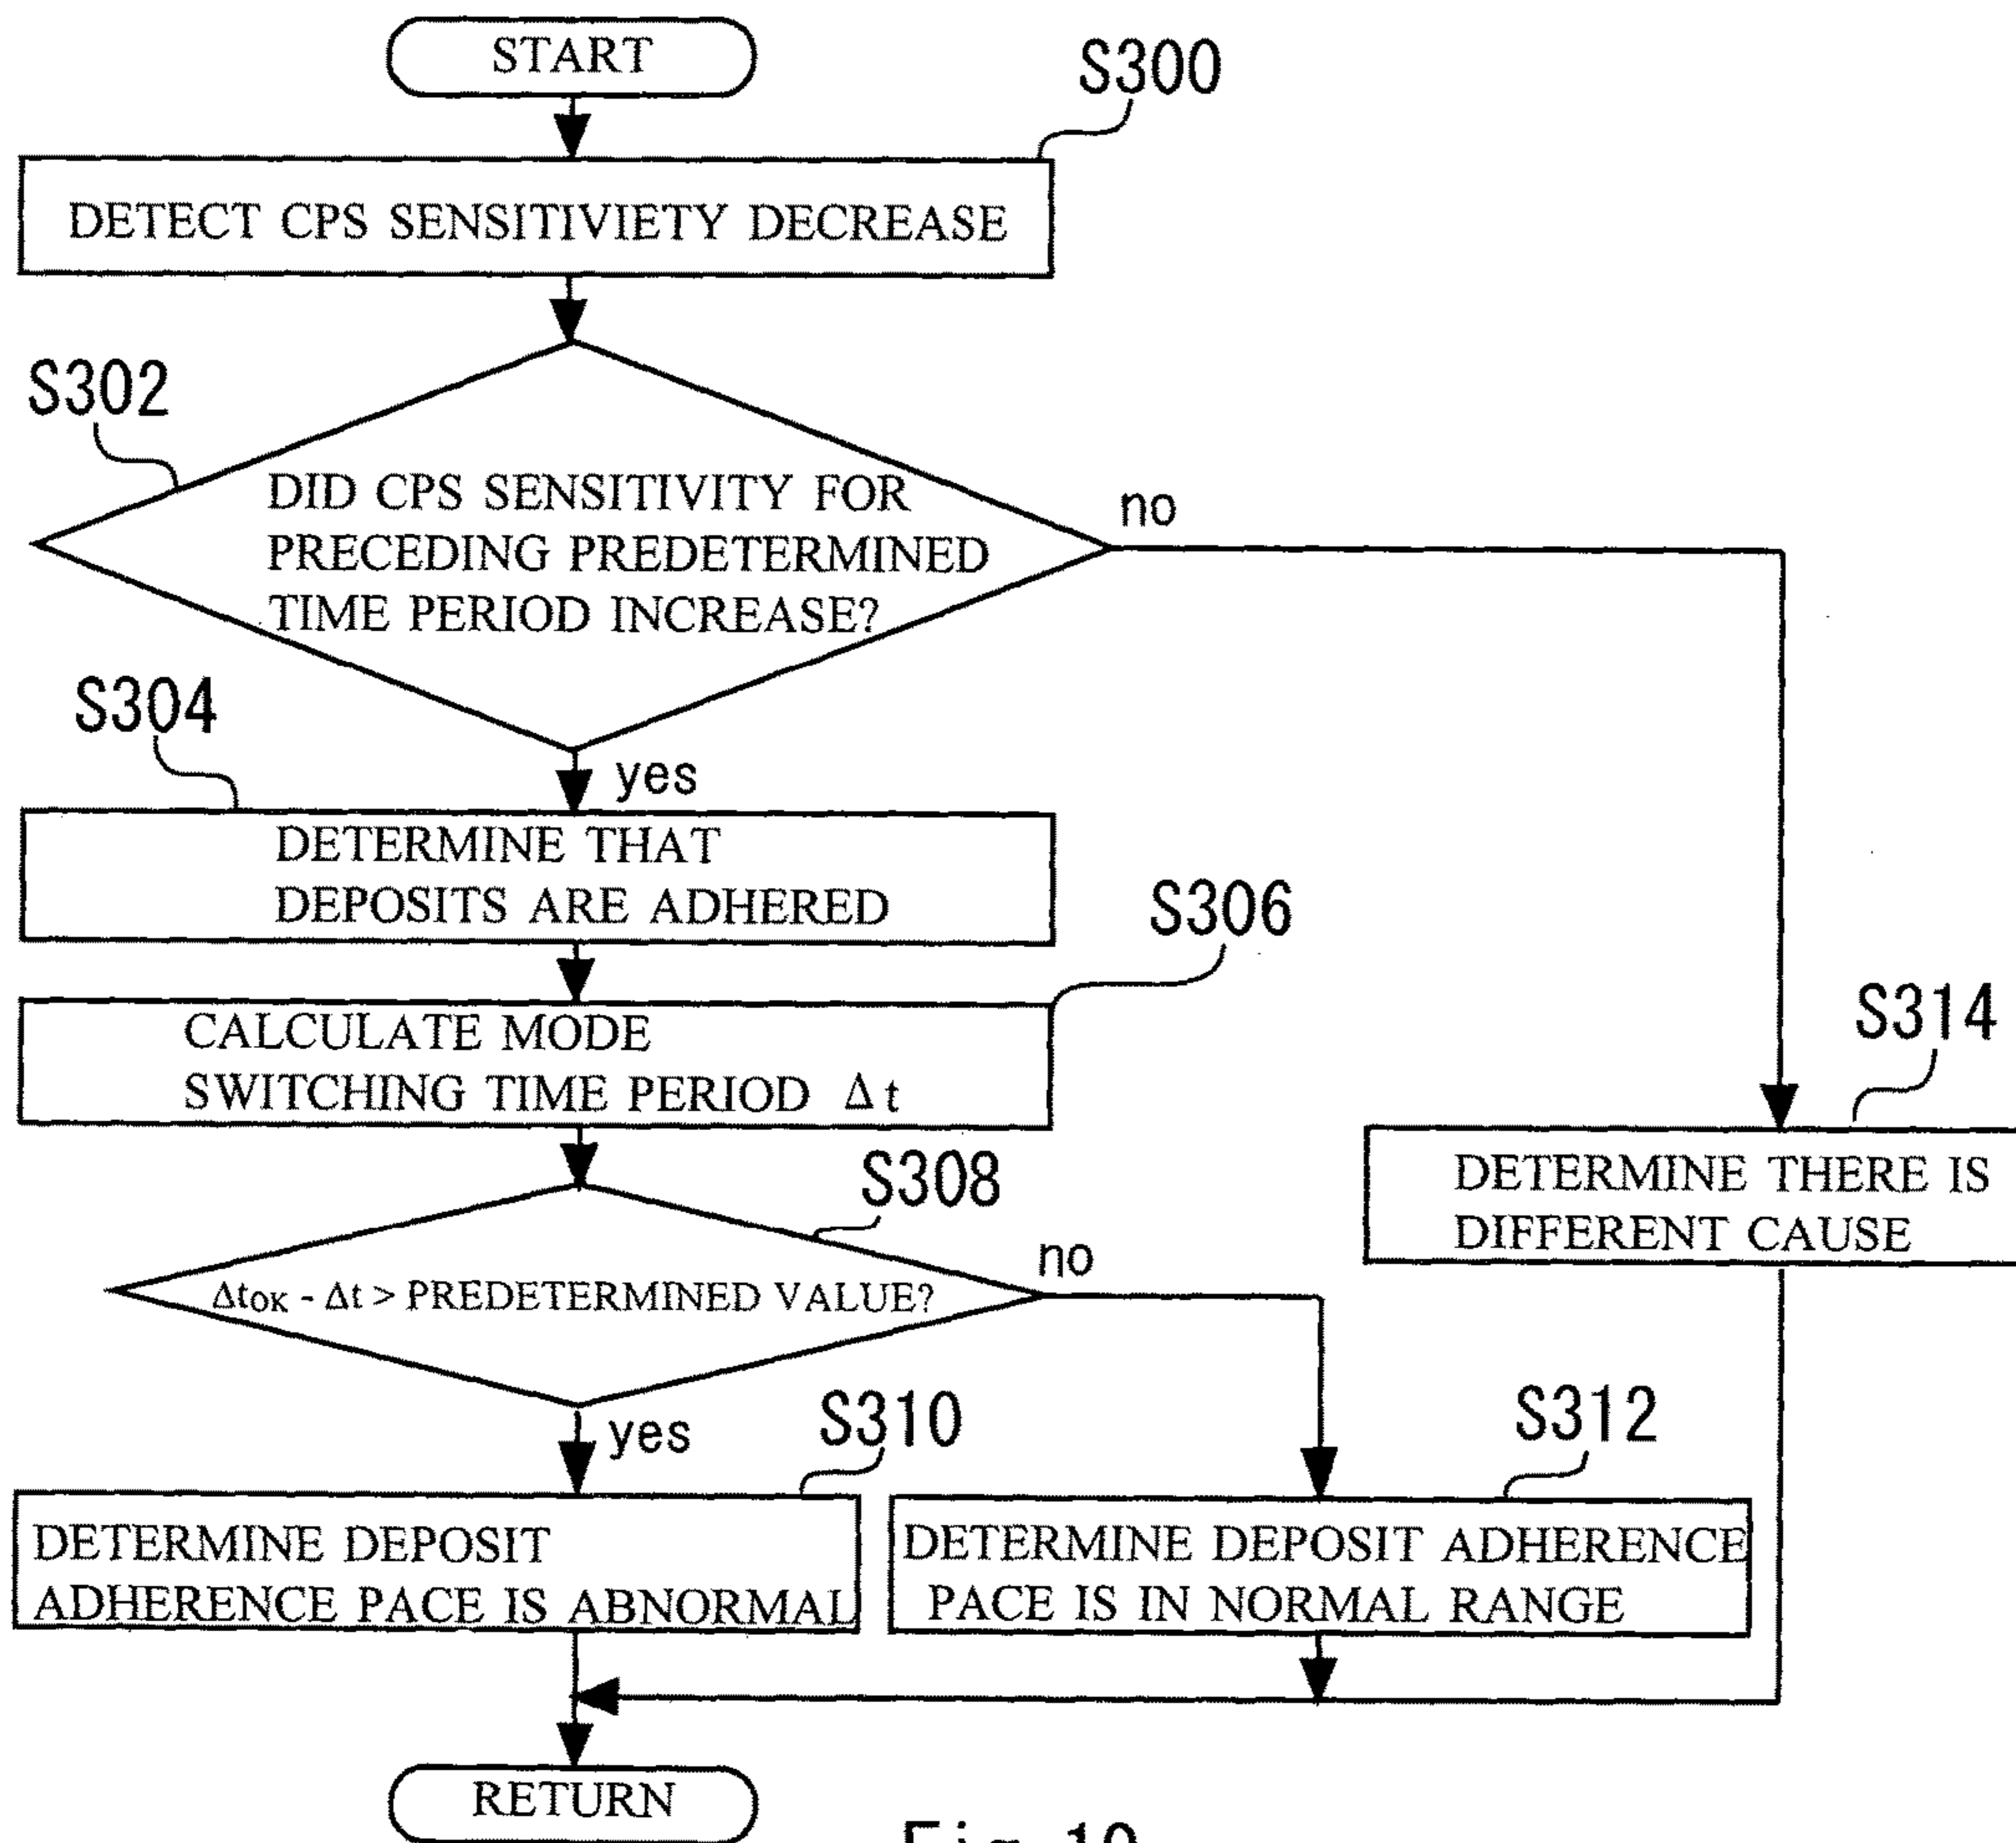 START
S300
DETECT CPS SENSITIVIETY DECREASE
S302
DID CPS SENSITIVITY FOR
PRECEDING PREDETERMINED
TIME PERIOD INCREASE?
no
S304
yes
DETERMINE THAT
DEPOSITS ARE ADHERED
S306
CALCULATE MODE
SWITCHING TIME PERIOD Δt
S314
DETERMINE THERE IS
DIFFERENT CAUSE
S308
ΔtOK - Δt > PREDETERMINED VALUE?
no
yes
S310
S312
DETERMINE DEPOSIT
ADHERENCE PACE IS ABNORMAL
DETERMINE DEPOSIT ADHERENCE
PACE IS IN NORMAL RANGE
RETURN